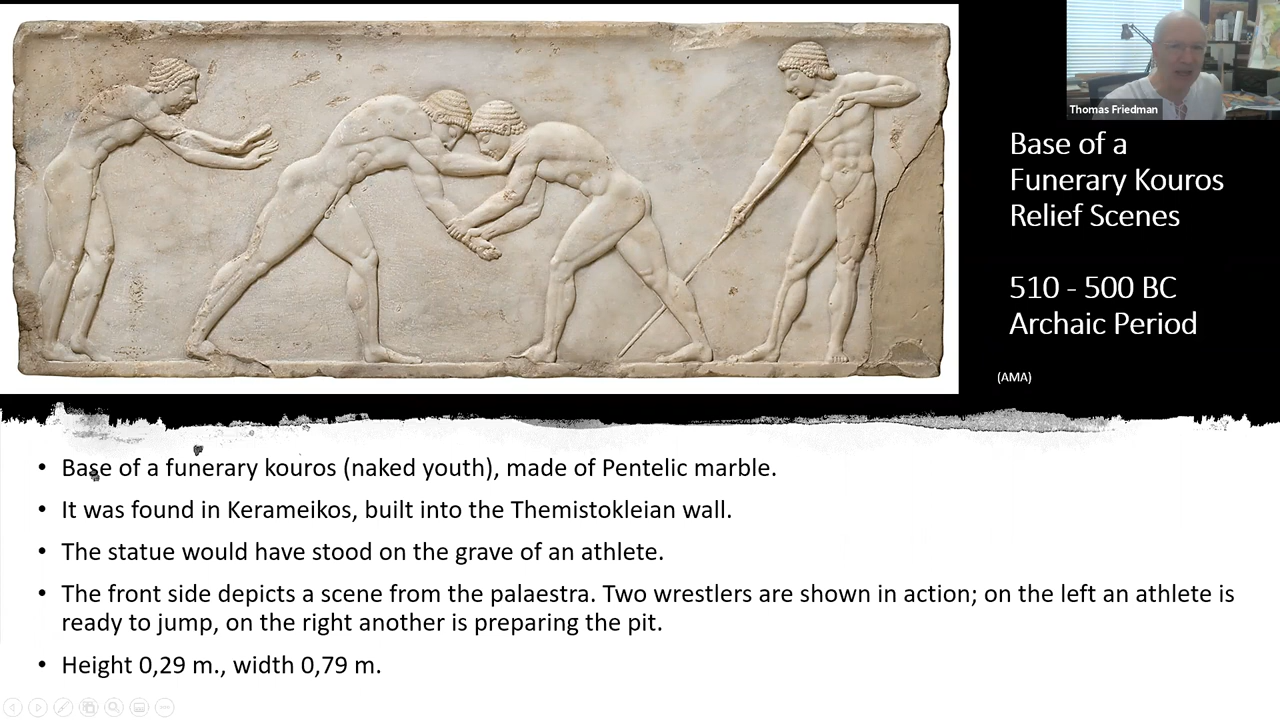 Thomas Friedman
Base of a
Funerary Kouros
Relief Scenes
510 - 500 BC
Archaic Period
(AMA)
• Base of a funerary kouros (naked youth), made of Pentelic marble.
• It was found in Kerameikos, built into the Themistokleian wall.
• The statue would have stood on the grave of an athlete.
• The front side depicts a scene from the palaestra. Two wrestlers are shown in action; on the left an athlete is
ready to jump, on the right another is preparing the pit.
• Height 0,29 m., width 0,79 m.